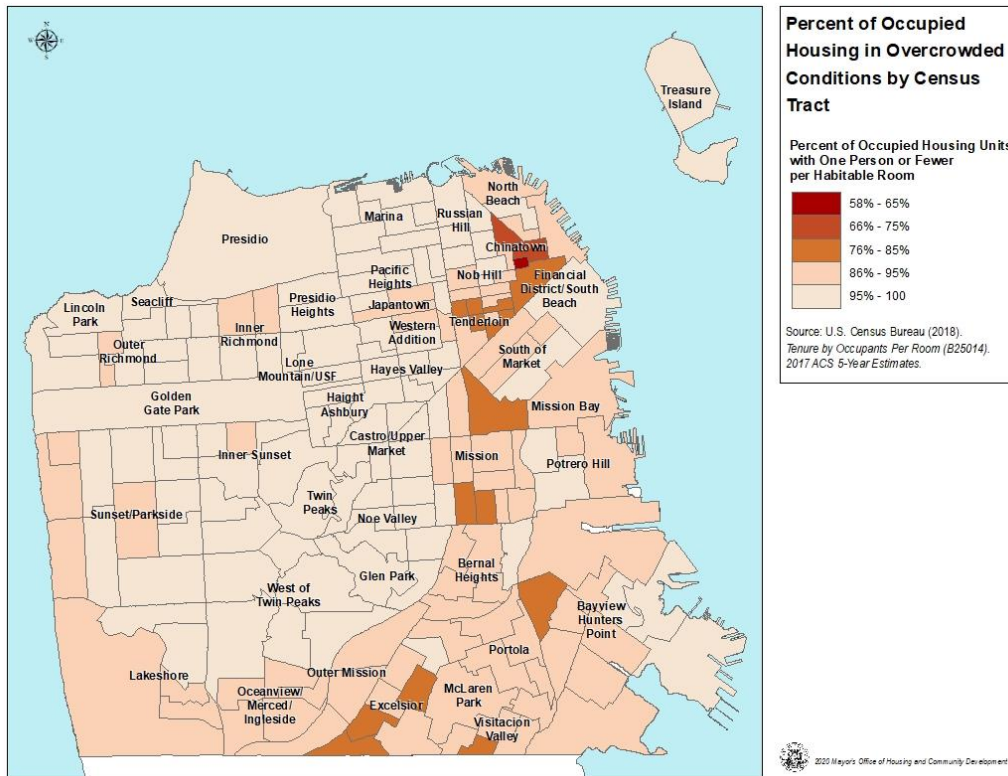 N
W
E
S
Percent of Occupied
Housing in Overcrowded
Conditions by Census
Tract
Percent of Occupied Housing Units
with One Person or Fewer
per Habitable Room
58% - 65%
66% - 75%
76% - 85%
86% - 95%
95% - 100
Source: U.S. Census Bureau (2018).
Tenure by Occupants Per Room (B25014).
2017 ACS 5-Year Estimates.
Treasure
Island
North
Beach
Marina
Russian
Hill
Presidio
Chinatown
Pacific
Heights
Nob Hill
Financial
District/South
Beach
Lincoln
Park
Seacliff
Presidio
Heights
Japantown
Tenderloin
Inner
Richmond
Outer
Richmond
Western
Addition
South of
Market
Lone
Mountain/USF
Hayes Valley
Golden
Gate Park
Haight
Ashbury
Mission Bay
Castro/Upper
Market
Inner Sunset
Mission
Potrero Hill
Twin
Peaks
Sunset/Parkside
Noe Valley
Bernal
Heights
Glen Park
West of
Twin Peaks
Bayview
Hunters
Point
Portola
Lakeshore
Outer Mission
Oceanview/
Merced/
Ingleside
Excelsior
McLaren
Park
Visitacion
Valley
2020 Mayor's Office of Housing and Community Development